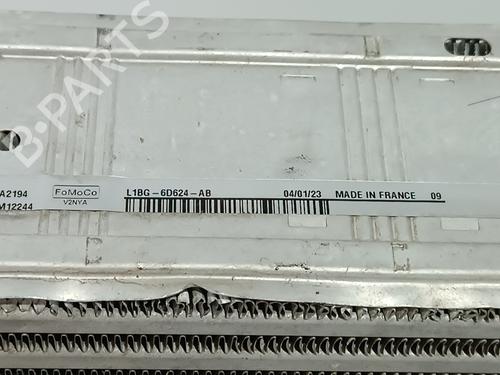 B-PARTS
A2194
FoMoCo
L1BG-6D624-AB
04/01/23
MADE IN FRANCE
09
M12244
V2NYA